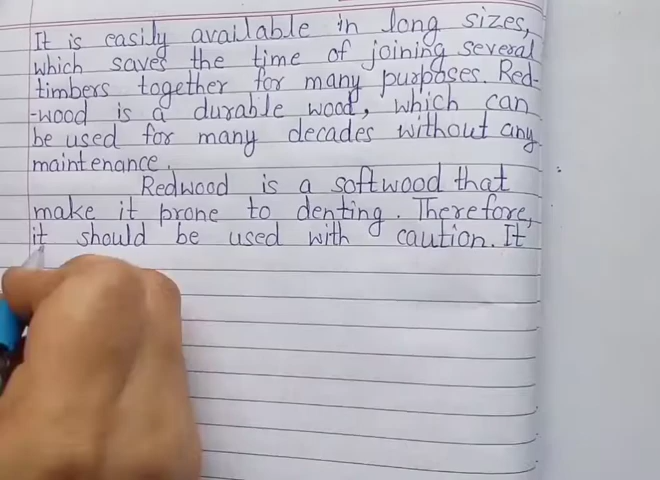 It is easily available in long sizes,
which saves the time of joining several
timbers together for many purposes. Red-
-wood is a durable wood, which can
be used for many decades without any
maintenance.
Redwood is a softwood that
make it prone to denting. Therefore,
it should be used with caution. It